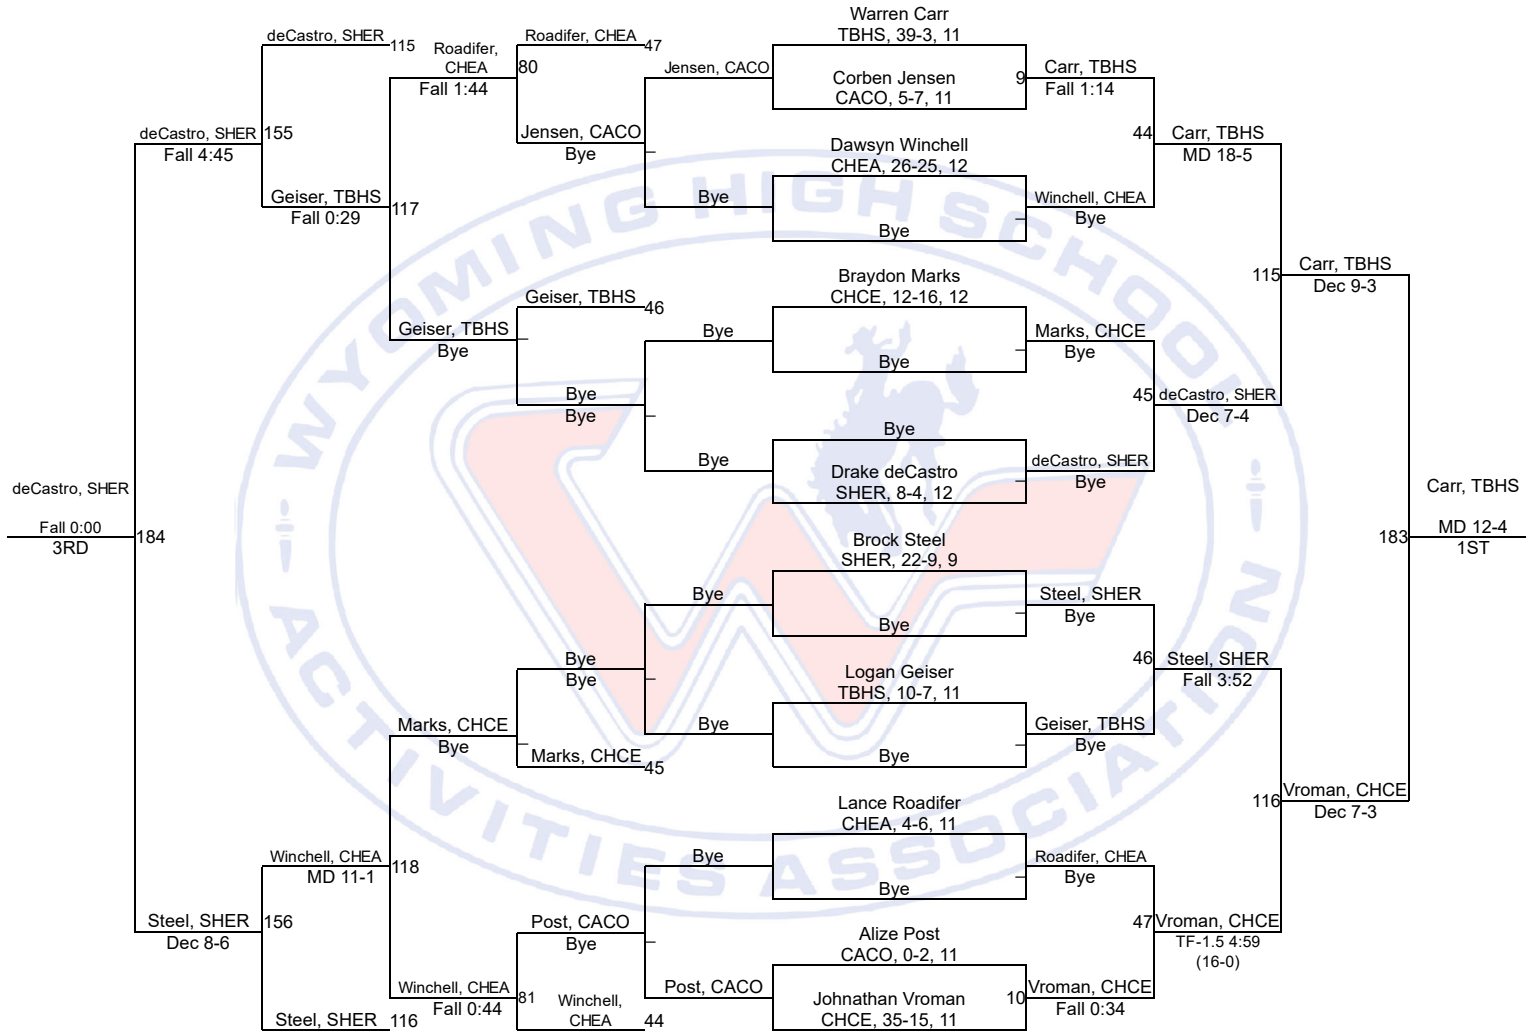 deCastro, SHER
115
deCastro, SHER
Fall 4:45
155
Geiser, TBHS
Fall 0:29
117
Roadifer,
CHEA
Fall 1:44
80
Roadifer, CHEA
47
Jensen, CACO
Bye
Jensen, CACO
Bye
Geiser, TBHS
46
Geiser, TBHS
Bye
Bye
Bye
Bye
Bye
deCastro, SHER
Fall 0:00
3RD
184
Bye
Bye
Bye
Bye
Marks, CHCE
Bye
Marks, CHCE
45
Winchell, CHEA
MD 11-1
118
Steel, SHER
Dec 8-6
156
Steel, SHER
116
Winchell, CHEA
Fall 0:44
81
Post, CACO
Bye
Winchell,
CHEA
44
Bye
Post, CACO
Warren Carr
TBHS, 39-3, 11
Corben Jensen
CACO, 5-7, 11
9
Dawsyn Winchell
CHEA, 26-25, 12
Bye
Braydon Marks
CHCE, 12-16, 12
Bye
Bye
Drake deCastro
SHER, 8-4, 12
Brock Steel
SHER, 22-9, 9
Bye
Logan Geiser
TBHS, 10-7, 11
Bye
Lance Roadifer
CHEA, 4-6, 11
Bye
Alize Post
CACO, 0-2, 11
Johnathan Vroman
CHCE, 35-15, 11
10
Carr, TBHS
Fall 1:14
44
Winchell, CHEA
Bye
Marks, CHCE
Bye
45
deCastro, SHER
Bye
Steel, SHER
Bye
46
Geiser, TBHS
Bye
Roadifer, CHEA
Bye
47
Vroman, CHCE
Fall 0:34
Carr, TBHS
MD 18-5
115
deCastro, SHER
Dec 7-4
Steel, SHER
Fall 3:52
116
Vroman, CHCE
TF-1.5 4:59
(16-0)
Carr, TBHS
Dec 9-3
183
Vroman, CHCE
Dec 7-3
Carr, TBHS
MD 12-4
1ST
WYOMING HIGH SCHOOL
ACTIVITIES ASSOCIATION